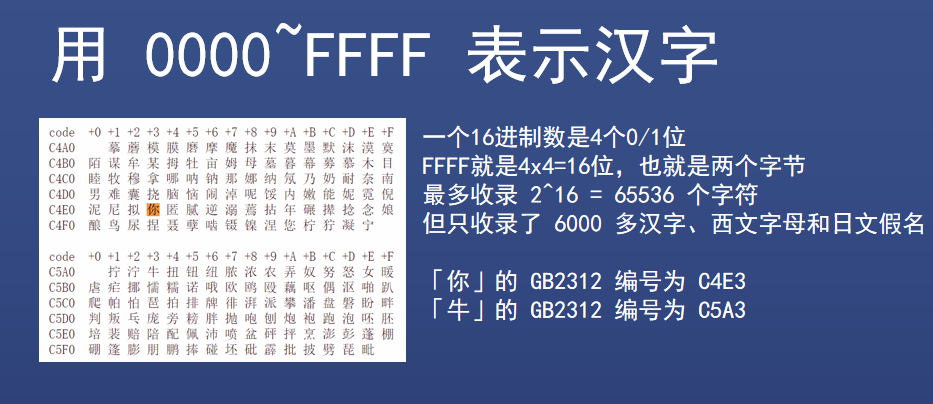 用 0000~FFFF 表示汉字
code +0 +1 +2 +3 +4 +5 +6 +7 +8 +9 +A +B +C +D +E +F
C4A0 摹 蘑 模 膜 磨 摩 魔 抹 末 莫 墨 默 沫 漠 寞
C4B0 陌 谋 牟 某 拇 牡 亩 姆 母 墓 暮 幕 募 慕 木 目
C4C0 睦 牧 穆 拿 哪 呐 钠 那 娜 纳 氖 乃 奶 耐 奈 南
C4D0 男 难 囊 挠 脑 恼 闹 淖 呢 馁 内 嫩 能 妮 霓 倪
C4E0 泥 尼 拟 你 匿 腻 逆 溺 蔫 拈 年 碾 撵 捻 念 娘
C4F0 酿 鸟 尿 捏 聂 孽 啮 镊 镍 涅 您 柠 狞 凝 宁
code +0 +1 +2 +3 +4 +5 +6 +7 +8 +9 +A +B +C +D +E +F
C5A0 拧 泞 牛 扭 钮 纽 脓 浓 农 弄 奴 努 怒 女 暖
C5B0 虐 疟 挪 懦 糯 诺 哦 欧 鸥 殴 藕 呕 偶 沤 啪 趴
C5C0 爬 帕 怕 琶 拍 排 牌 徘 湃 派 攀 潘 盘 磐 盼 畔
C5D0 判 叛 乓 庞 旁 耪 胖 抛 咆 刨 炮 袍 跑 泡 呸 胚
C5E0 培 裴 赔 陪 配 佩 沛 喷 盆 砰 抨 烹 澎 彭 蓬 棚
C5F0 硼 篷 膨 朋 鹏 捧 碰 坯 砒 霹 批 披 劈 琵 毗
一个16进制数是4个0/1位
FFFF就是4x4=16位，也就是两个字节
最多收录 2^16 = 65536 个字符
但只收录了 6000 多汉字、西文字母和日文假名
「你」的 GB2312 编号为 C4E3
「牛」的 GB2312 编号为 C5A3